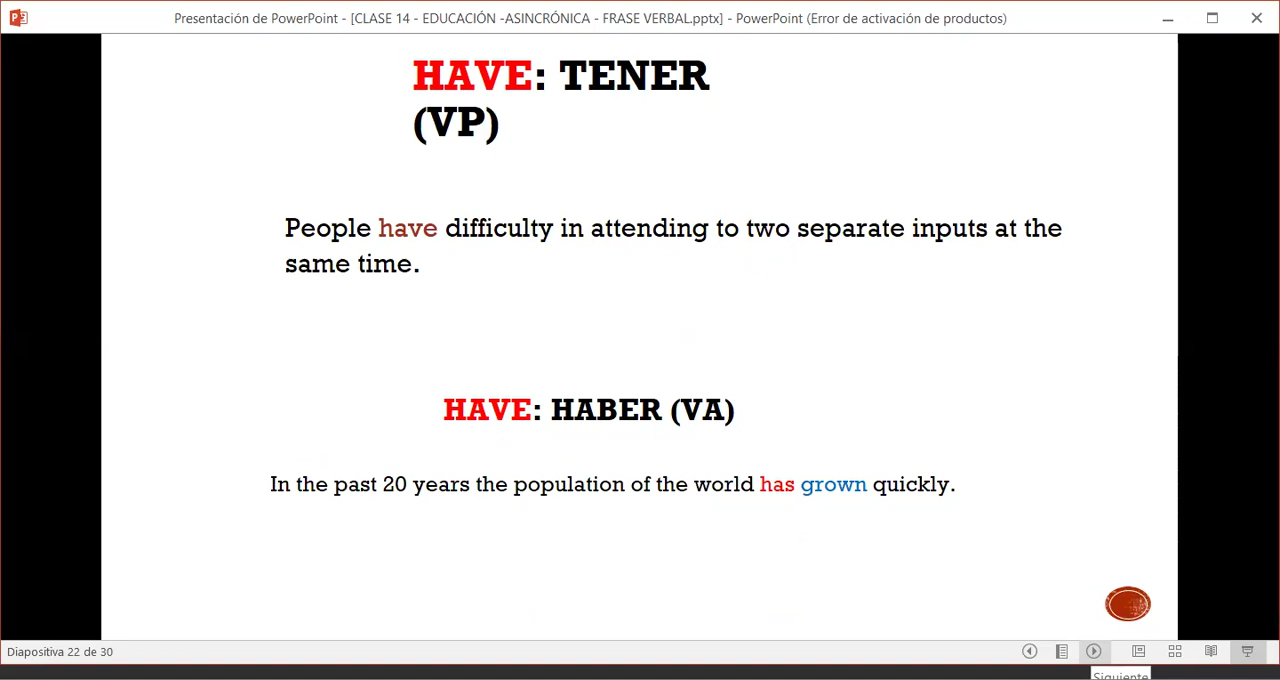 Presentación de PowerPoint - [CLASE 14 - EDUCACIÓN -ASINCRÓNICA - FRASE VERBAL.pptx] - PowerPoint (Error de activación de productos)
HAVE: TENER
(VP)
People have difficulty in attending to two separate inputs at the
same time.
HAVE: HABER (VA)
In the past 20 years the population of the world has grown quickly.
Diapositiva 22 de 30
Siguiente